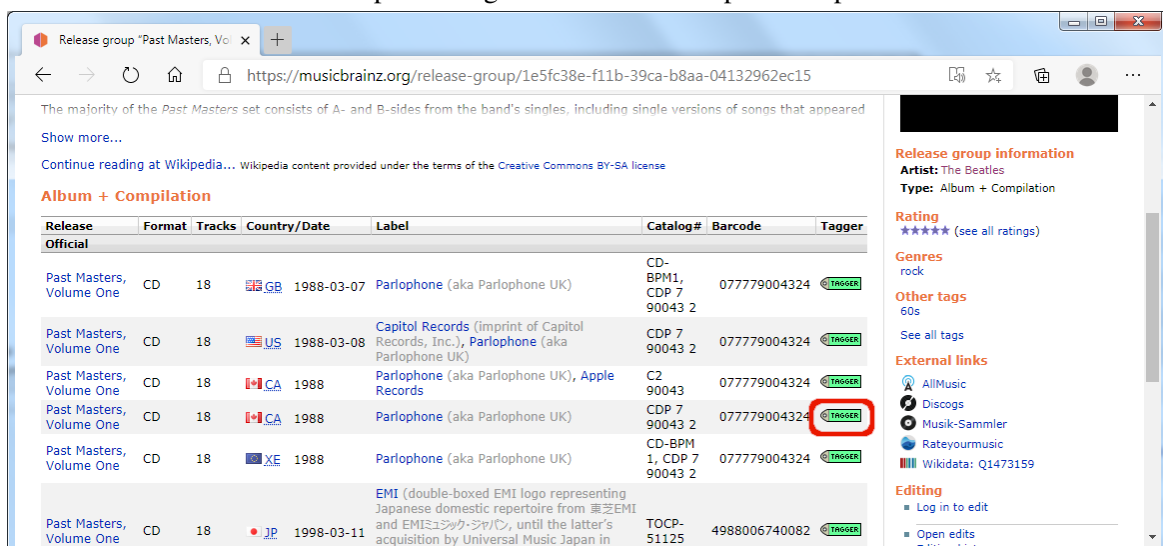 Release group "Past Masters, Vol
https://musicbrainz.org/release-group/1e5fc38e-f11b-39ca-b8aa-04132962ec15
The majority of the Past Masters set consists of A- and B-sides from the band's singles, including single versions of songs that appeared
Show more...
Continue reading at Wikipedia... Wikipedia content provided under the terms of the Creative Commons BY-SA license
Album + Compilation
Release Format Tracks Country/Date Label Catalog# Barcode Tagger
Official
Past Masters, Volume One CD 18 GB 1988-03-07 Parlophone (aka Parlophone UK) CD-BPM1, CDP 7 90043 2 077779004324 TAGGER
Past Masters, Volume One CD 18 US 1988-03-08 Capitol Records (imprint of Capitol Records, Inc.), Parlophone (aka Parlophone UK) CDP 7 90043 2 077779004324 TAGGER
Past Masters, Volume One CD 18 CA 1988 Parlophone (aka Parlophone UK), Apple Records C2 90043 077779004324 TAGGER
Past Masters, Volume One CD 18 CA 1988 Parlophone (aka Parlophone UK) CDP 7 90043 2 077779004324 TAGGER
Past Masters, Volume One CD 18 XE 1988 Parlophone (aka Parlophone UK) CD-BPM 1, CDP 7 90043 2 077779004324 TAGGER
Past Masters, Volume One CD 18 JP 1998-03-11 EMI (double-boxed EMI logo representing Japanese domestic repertoire from 東芝EMI and EMIミュージック・ジャパン, until the latter's acquisition by Universal Music Japan in TOCP-51125 4988006740082 TAGGER
Release group information
Artist: The Beatles
Type: Album + Compilation
Rating
(see all ratings)
Genres
rock
Other tags
60s
See all tags
External links
AllMusic
Discogs
Musik-Sammler
Rateyourmusic
Wikidata: Q1473159
Editing
Log in to edit
Open edits